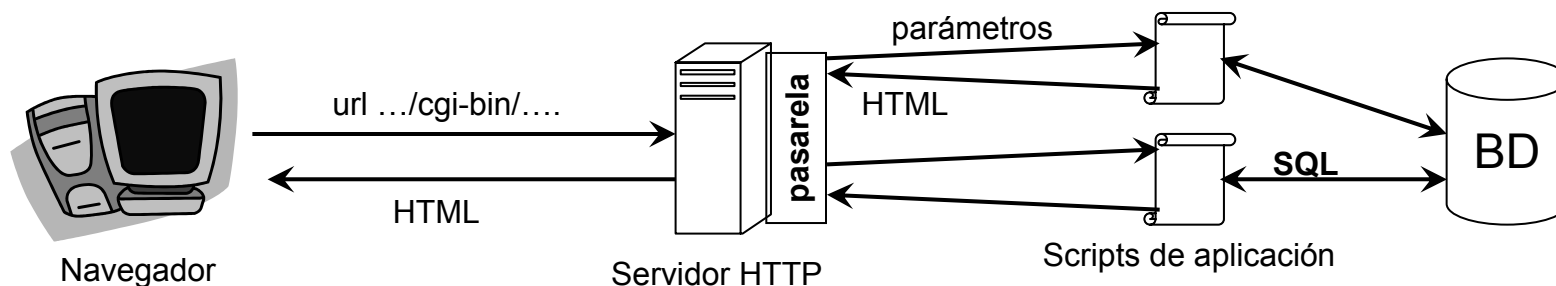 parámetros
url …/cgi-bin/….
pasarela
HTML
SQL
BD
HTML
Navegador
Servidor HTTP
Scripts de aplicación